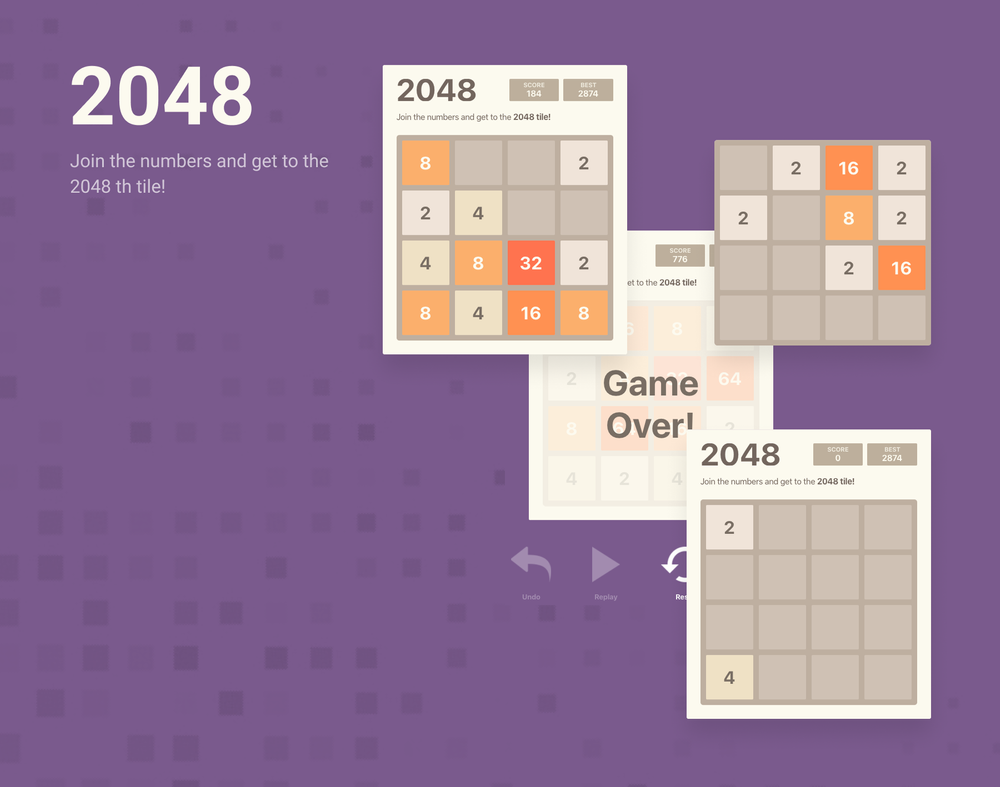 2048
Join the numbers and get to the
2048 th tile!
2048
SCORE
184
BEST
2874
Join the numbers and get to the 2048 tile!
8 2
2 4
4 8 32 2
8 4 16 8
2 16 2
2 8 2
2 16
SCORE
776
get to the 2048 tile!
8
2 64
8 2
4 2 4
Game
Over!
Undo
Replay
2048
SCORE
0
BEST
2874
Join the numbers and get to the 2048 tile!
2
4